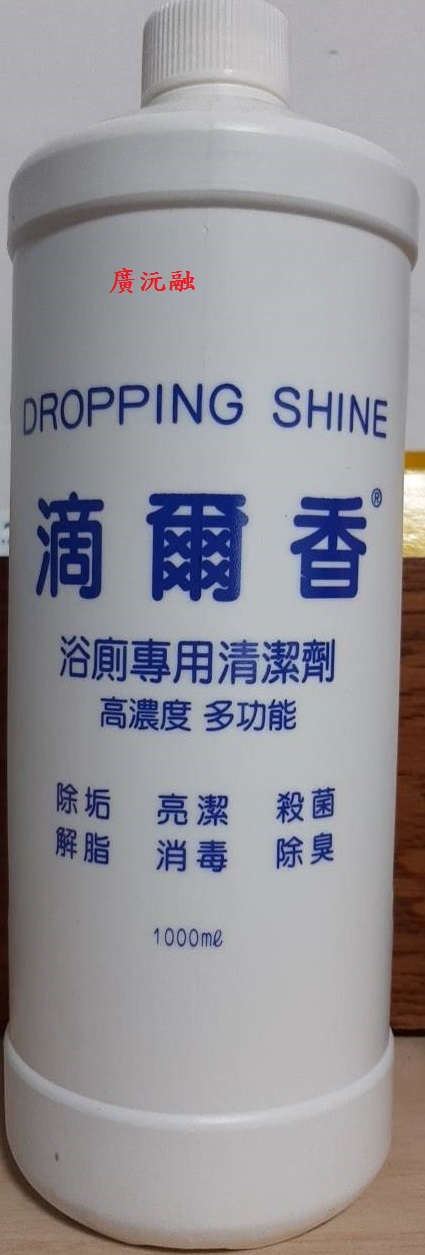 廣沅融
DROPPING SHINE
滴爾香®
浴廁專用清潔劑
高濃度 多功能
除垢 亮潔 殺菌
解脂 消毒 除臭
1000mℓ